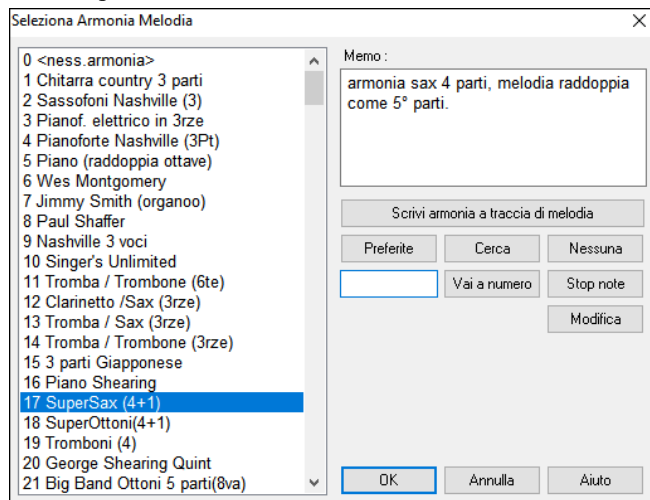 Seleziona Armonia Melodia
0 <ness.armonia>
1 Chitarra country 3 parti
2 Sassofoni Nashville (3)
3 Pianof. elettrico in 3rze
4 Pianoforte Nashville (3Pt)
5 Piano (raddoppia ottave)
6 Wes Montgomery
7 Jimmy Smith (organoo)
8 Paul Shaffer
9 Nashville 3 voci
10 Singer's Unlimited
11 Tromba / Trombone (6te)
12 Clarinetto /Sax (3rze)
13 Tromba / Sax (3rze)
14 Tromba / Trombone (3rze)
15 3 parti Giapponese
16 Piano Shearing
17 SuperSax (4+1)
18 SuperOttoni(4+1)
19 Tromboni (4)
20 George Shearing Quint
21 Big Band Ottoni 5 parti(8va)
Memo :
armonia sax 4 parti, melodia raddoppia
come 5° parti.
Scrivi armonia a traccia di melodia
Preferite Cerca Nessuna
Vai a numero Stop note
Modifica
OK Annulla Aiuto